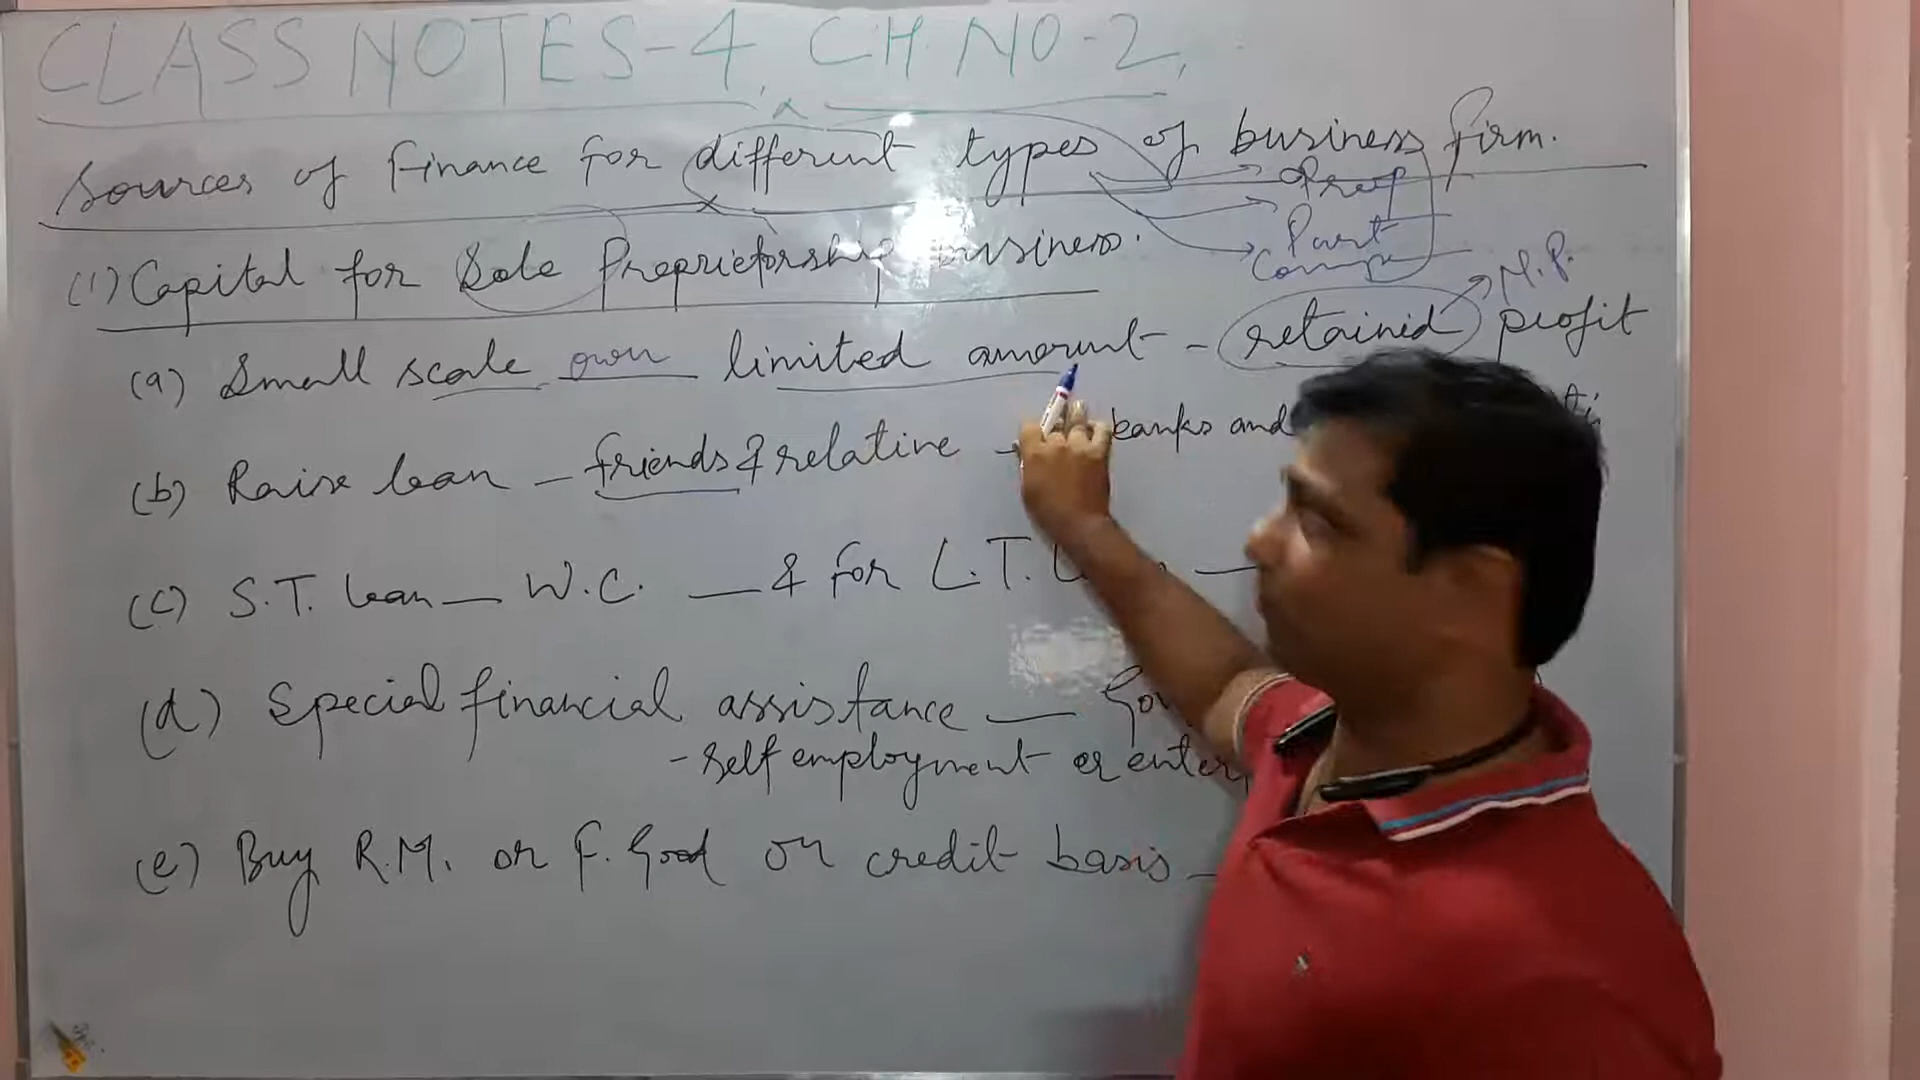 CLASS NOTES-4, CH. NO-2,
Sources of Finance for different types of business firm.
Prop
Part
Comp
(1) Capital for Sole Proprietorship business.
N.P.
(a) Small scale own limited amount - retained profit
(b) Raise loan - friends & relative - banks and
(c) S.T. loan - W.C. - & for L.T.
(d) Special financial assistance -
- Self employment or
(e) Buy R.M. or F. Good on credit basis -